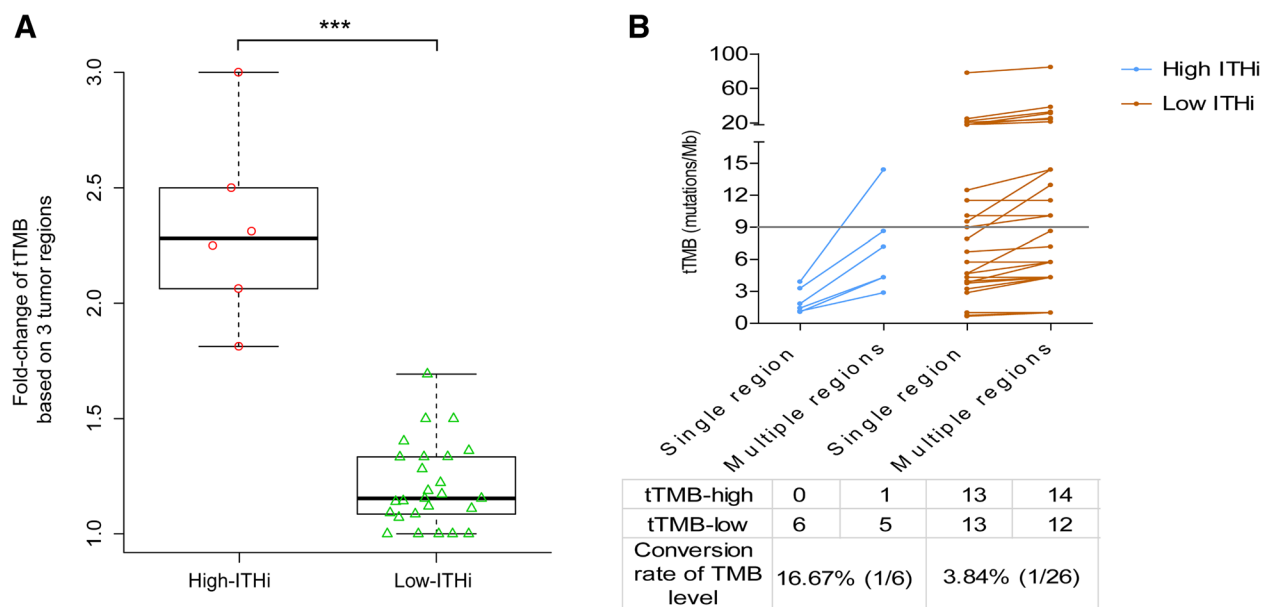 A
***
Fold-change of tTMB
based on 3 tumor regions
3.0
2.5
2.0
1.5
1.0
High-ITHi
Low-ITHi
B
tTMB (mutations/Mb)
100
60
20
15
12
9
6
3
0
High ITHi
Low ITHi
Single region
Multiple regions
Single region
Multiple regions
tTMB-high 0 1 13 14
tTMB-low 6 5 13 12
Conversion
rate of TMB
level
16.67% (1/6) 3.84% (1/26)